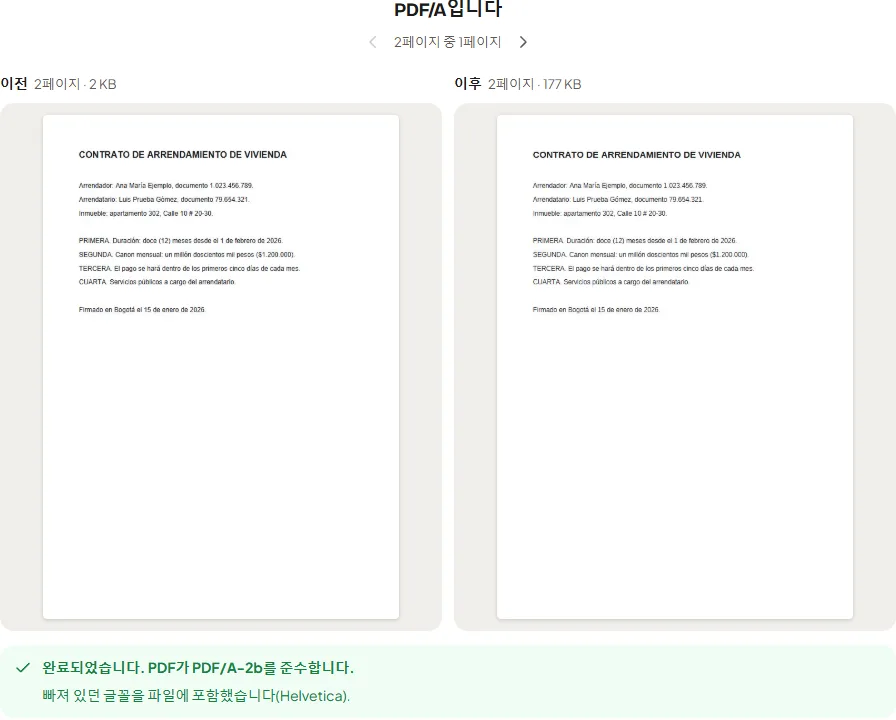 PDF/A입니다
2페이지 중 1페이지
이전 2페이지 · 2 KB
이후 2페이지 · 177 KB
CONTRATO DE ARRENDAMIENTO DE VIVIENDA
Arrendador: Ana María Ejemplo, documento 1.023.456.789.
Arrendatario: Luis Prueba Gómez, documento 79.654.321.
Inmueble: apartamento 302, Calle 10 # 20-30.
PRIMERA. Duración: doce (12) meses desde el 1 de febrero de 2026.
SEGUNDA. Canon mensual: un millón doscientos mil pesos ($1.200.000).
TERCERA. El pago se hará dentro de los primeros cinco días de cada mes.
CUARTA. Servicios públicos a cargo del arrendatario.
Firmado en Bogotá el 15 de enero de 2026.
CONTRATO DE ARRENDAMIENTO DE VIVIENDA
Arrendador: Ana María Ejemplo, documento 1.023.456.789.
Arrendatario: Luis Prueba Gómez, documento 79.654.321.
Inmueble: apartamento 302, Calle 10 # 20-30.
PRIMERA. Duración: doce (12) meses desde el 1 de febrero de 2026.
SEGUNDA. Canon mensual: un millón doscientos mil pesos ($1.200.000).
TERCERA. El pago se hará dentro de los primeros cinco días de cada mes.
CUARTA. Servicios públicos a cargo del arrendatario.
Firmado en Bogotá el 15 de enero de 2026.
완료되었습니다. PDF가 PDF/A-2b를 준수합니다.
빠져 있던 글꼴을 파일에 포함했습니다(Helvetica).